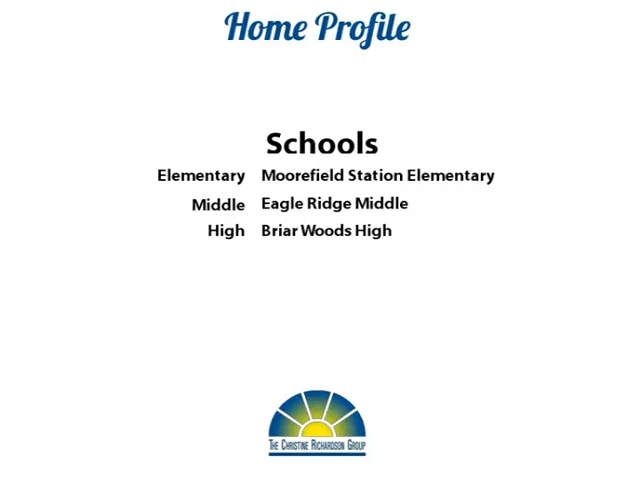 Home Profile
Schools
Elementary Moorefield Station Elementary
Middle Eagle Ridge Middle
High Briar Woods High
The Christine Richardson Group